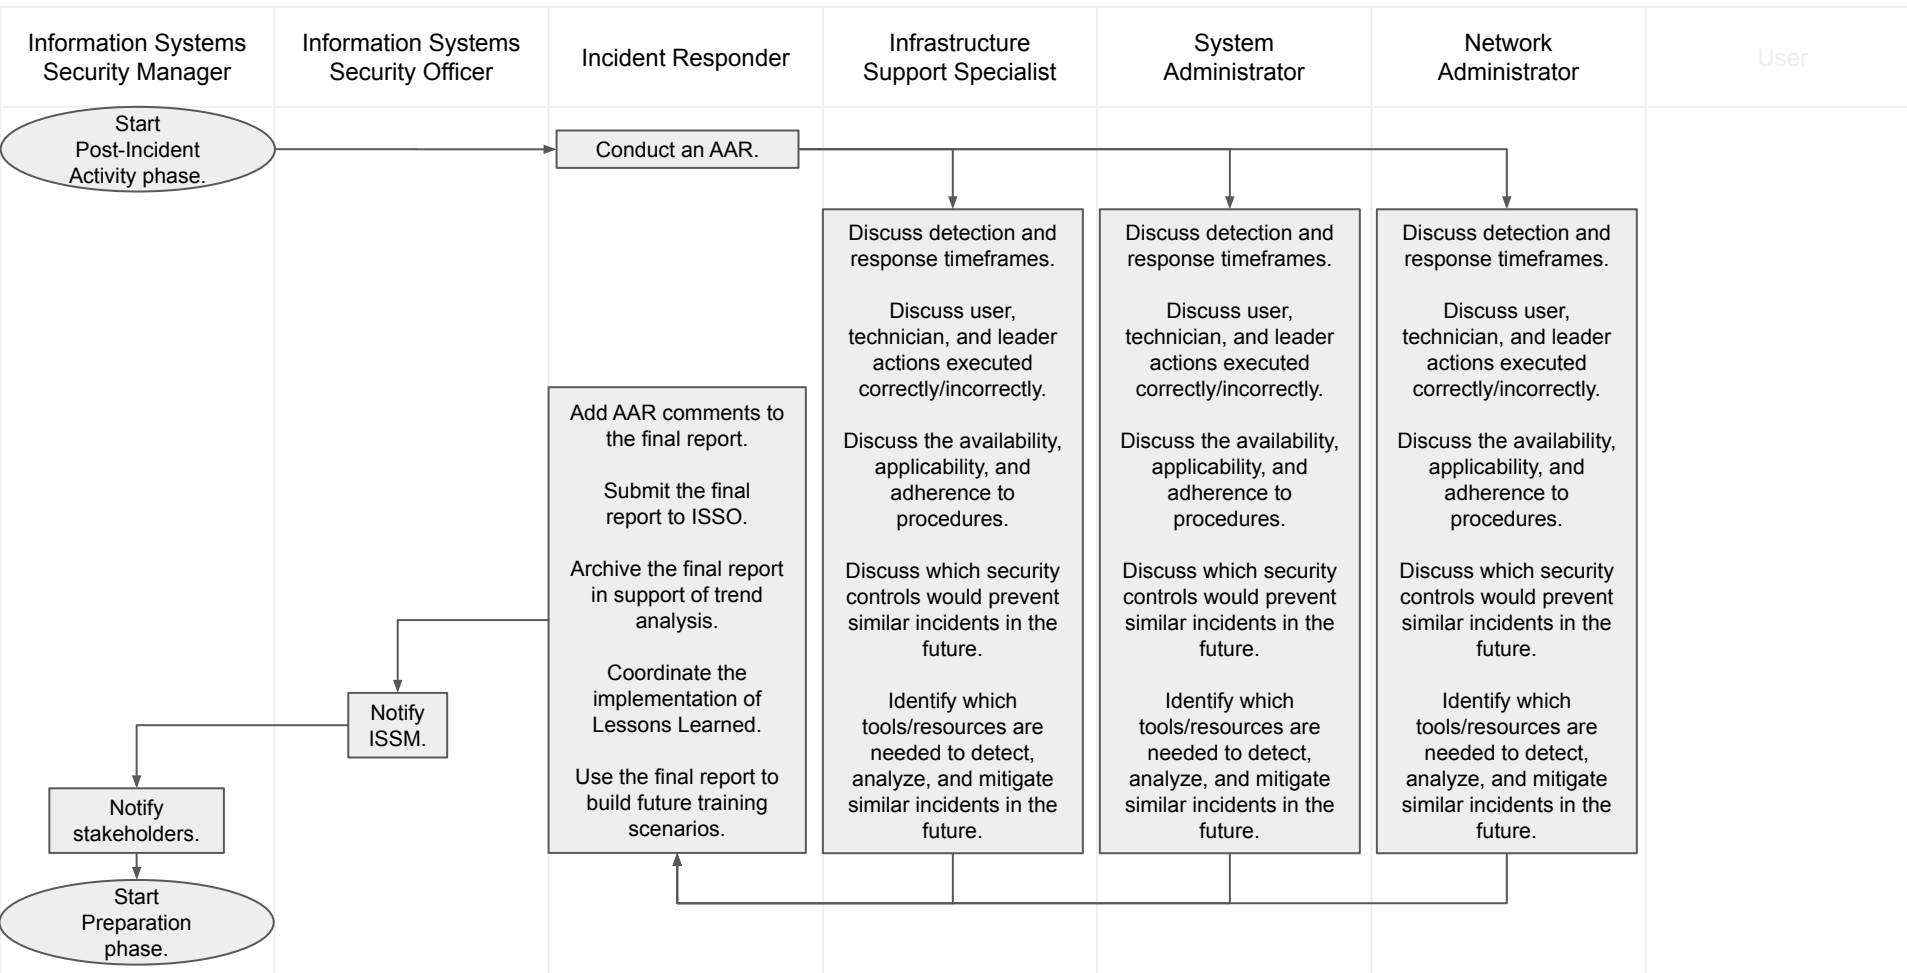 Information Systems
Security Manager
Information Systems
Security Officer
Incident Responder
Infrastructure
Support Specialist
System
Administrator
Network
Administrator
User
Start
Post-Incident
Activity phase.
Conduct an AAR.
Discuss detection and
response timeframes.
Discuss user,
technician, and leader
actions executed
correctly/incorrectly.
Discuss the availability,
applicability, and
adherence to
procedures.
Discuss which security
controls would prevent
similar incidents in the
future.
Identify which
tools/resources are
needed to detect,
analyze, and mitigate
similar incidents in the
future.
Discuss detection and
response timeframes.
Discuss user,
technician, and leader
actions executed
correctly/incorrectly.
Discuss the availability,
applicability, and
adherence to
procedures.
Discuss which security
controls would prevent
similar incidents in the
future.
Identify which
tools/resources are
needed to detect,
analyze, and mitigate
similar incidents in the
future.
Discuss detection and
response timeframes.
Discuss user,
technician, and leader
actions executed
correctly/incorrectly.
Discuss the availability,
applicability, and
adherence to
procedures.
Discuss which security
controls would prevent
similar incidents in the
future.
Identify which
tools/resources are
needed to detect,
analyze, and mitigate
similar incidents in the
future.
Add AAR comments to
the final report.
Submit the final
report to ISSO.
Archive the final report
in support of trend
analysis.
Coordinate the
implementation of
Lessons Learned.
Use the final report to
build future training
scenarios.
Notify
ISSM.
Notify
stakeholders.
Start
Preparation
phase.